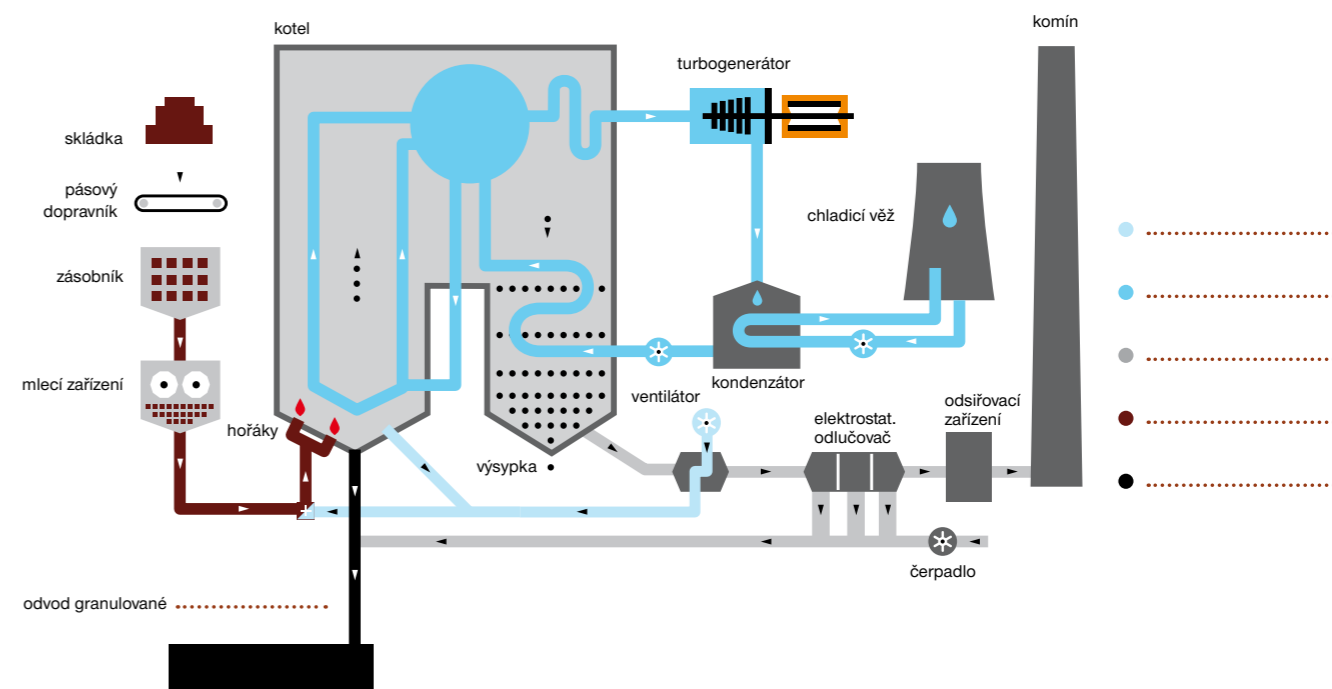 kotel
komín
turbogenerátor
skládka
pásový
dopravník
chladicí věž
zásobník
mlecí zařízení
kondenzátor
ventilátor
hořáky
elektrostat.
odlučovač
odsiřovací
zařízení
výsypka
čerpadlo
odvod granulované ........................................